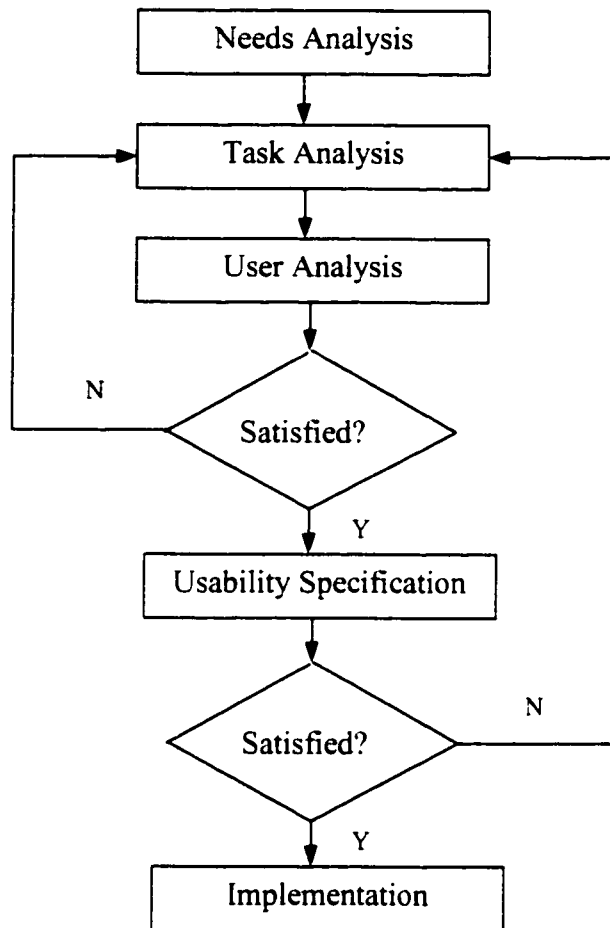 Needs Analysis
Task Analysis
User Analysis
N
Satisfied?
Y
Usability Specification
N
Satisfied?
Y
Implementation